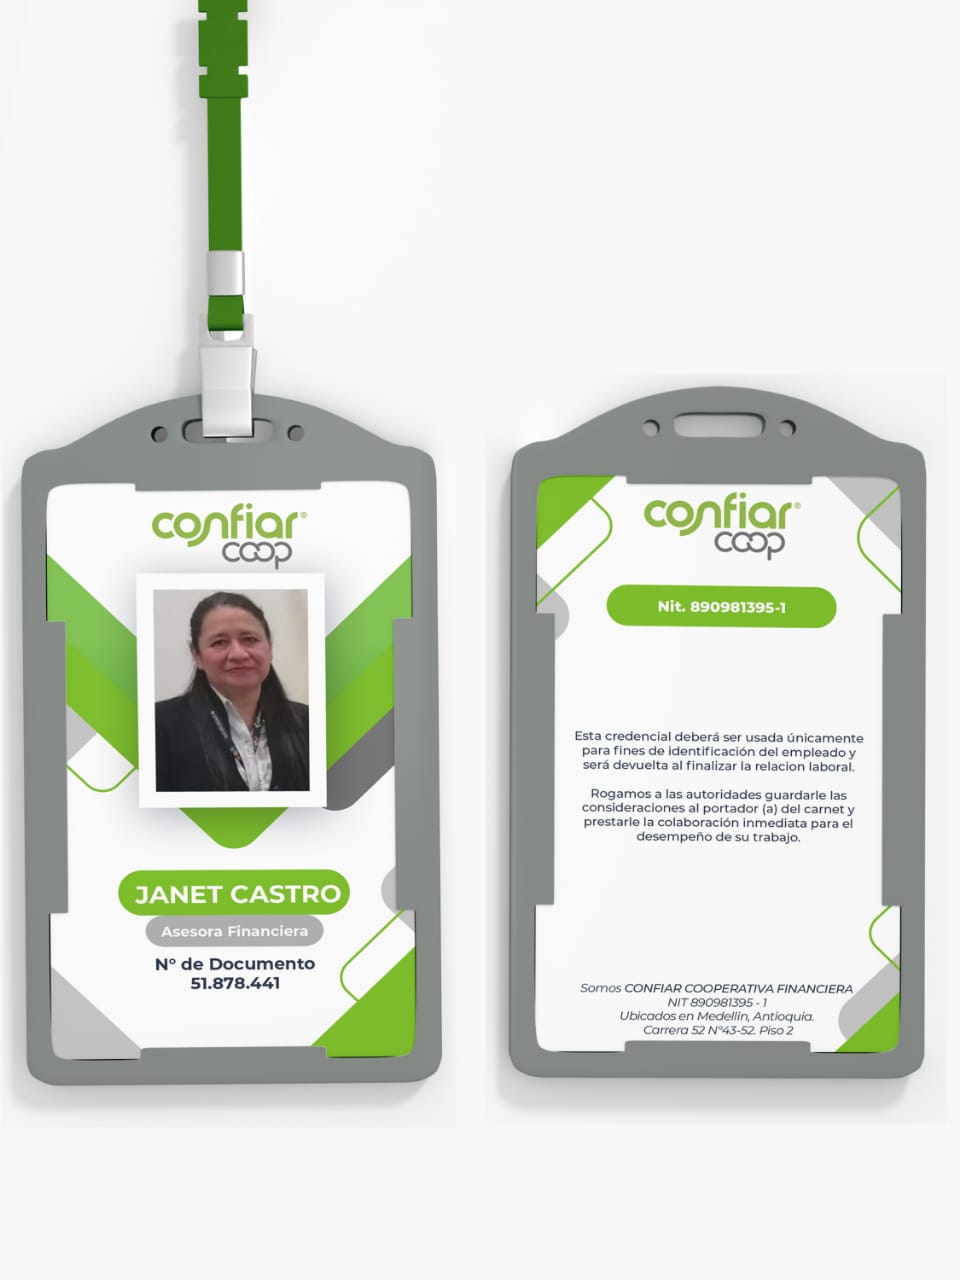 confiar®
coop
JANET CASTRO
Asesora Financiera
N° de Documento
51.878.441
confiar®
coop
Nit. 890981395-1
Esta credencial deberá ser usada únicamente
para fines de identificación del empleado y
será devuelta al finalizar la relacion laboral.
Rogamos a las autoridades guardarle las
consideraciones al portador (a) del carnet y
prestarle la colaboración inmediata para el
desempeño de su trabajo.
Somos CONFIAR COOPERATIVA FINANCIERA
NIT 890981395 - 1
Ubicados en Medellin, Antioquia.
Carrera 52 N°43-52. Piso 2